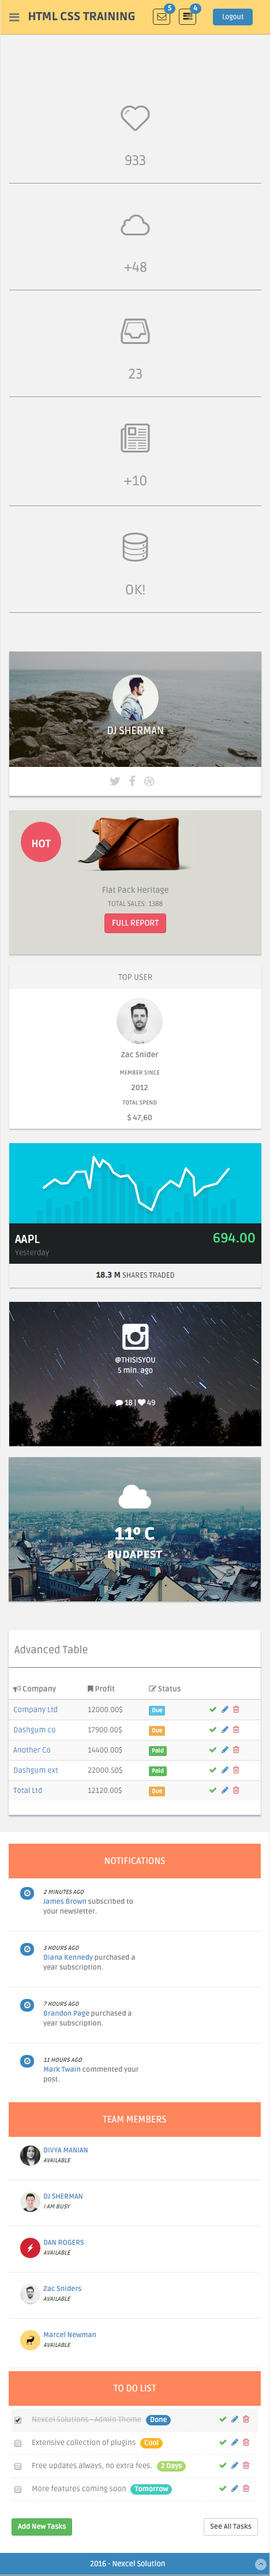 HTML CSS TRAINING
5
4
Logout
933
+48
23
+10
OK!
DJ SHERMAN
HOT
Flat Pack Heritage
TOTAL SALES: 1388
FULL REPORT
TOP USER
Zac Snider
MEMBER SINCE
2012
TOTAL SPEND
$ 47,60
AAPL
694.00
Yesterday
18.3 M SHARES TRADED
@THISISYOU
5 min. ago
18 | 49
11º C
BUDAPEST
Advanced Table
Company Profit Status
Company Ltd 12000.00$ Due
Dashgum co 17900.00$ Due
Another Co 14400.00$ Paid
Dashgum ext 22000.50$ Paid
Total Ltd 12120.00$ Due
NOTIFICATIONS
2 MINUTES AGO
James Brown subscribed to
your newsletter.
3 HOURS AGO
Diana Kennedy purchased a
year subscription.
7 HOURS AGO
Brandon Page purchased a
year subscription.
11 HOURS AGO
Mark Twain commented your
post.
TEAM MEMBERS
DIVYA MANIAN
AVAILABLE
DJ SHERMAN
I AM BUSY
DAN ROGERS
AVAILABLE
Zac Sniders
AVAILABLE
Marcel Newman
AVAILABLE
TO DO LIST
Nexcel Solutions - Admin Theme Done
Extensive collection of plugins Cool
Free updates always, no extra fees. 2 Days
More features coming soon Tomorrow
Add New Tasks
See All Tasks
2016 - Nexcel Solution